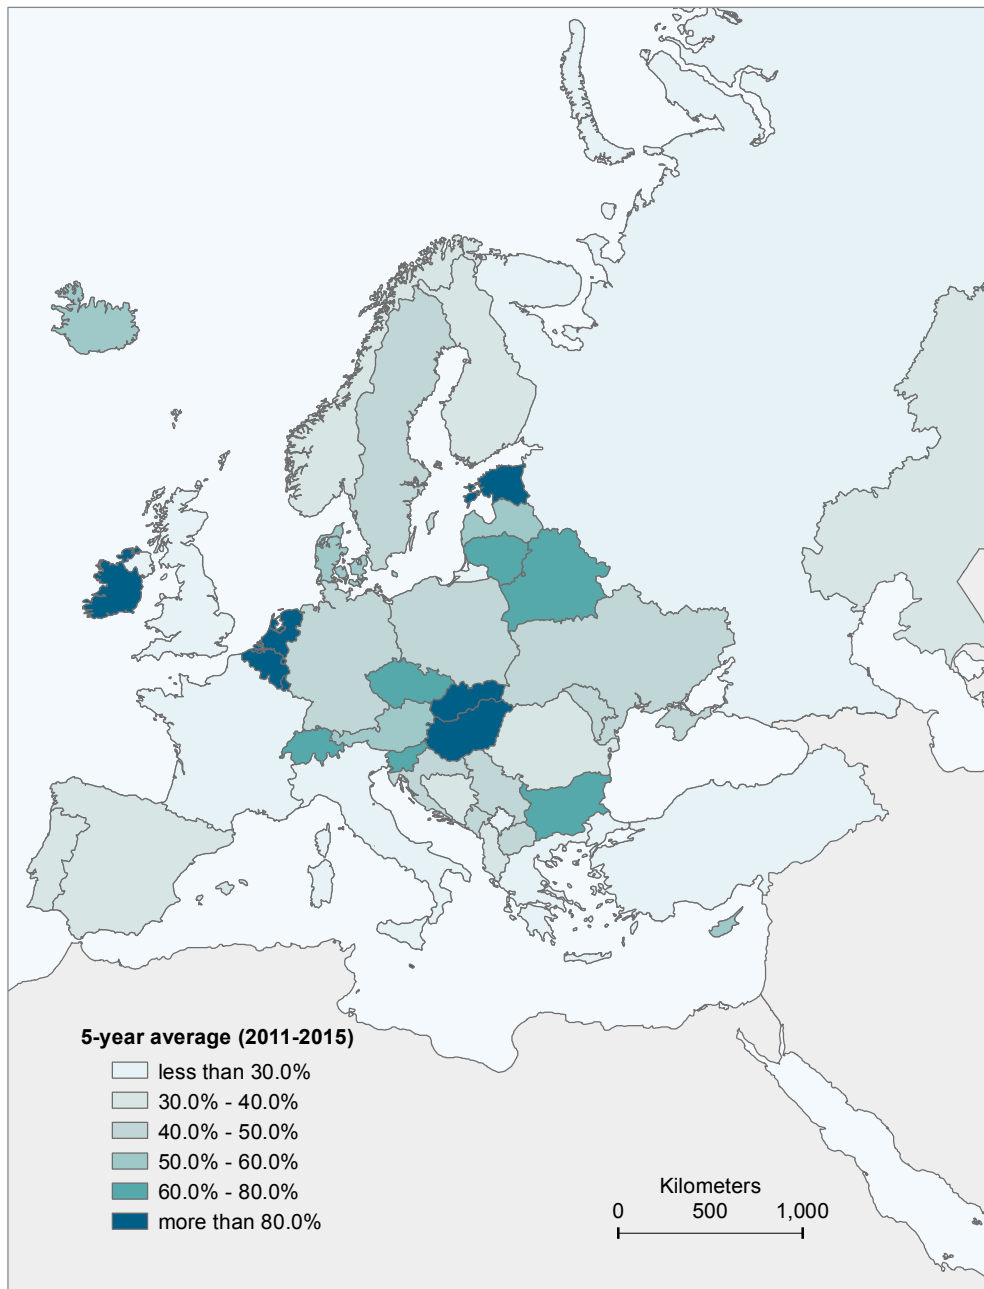 5-year average (2011-2015)
less than 30.0%
30.0% - 40.0%
40.0% - 50.0%
50.0% - 60.0%
60.0% - 80.0%
more than 80.0%
Kilometers
0 500 1,000